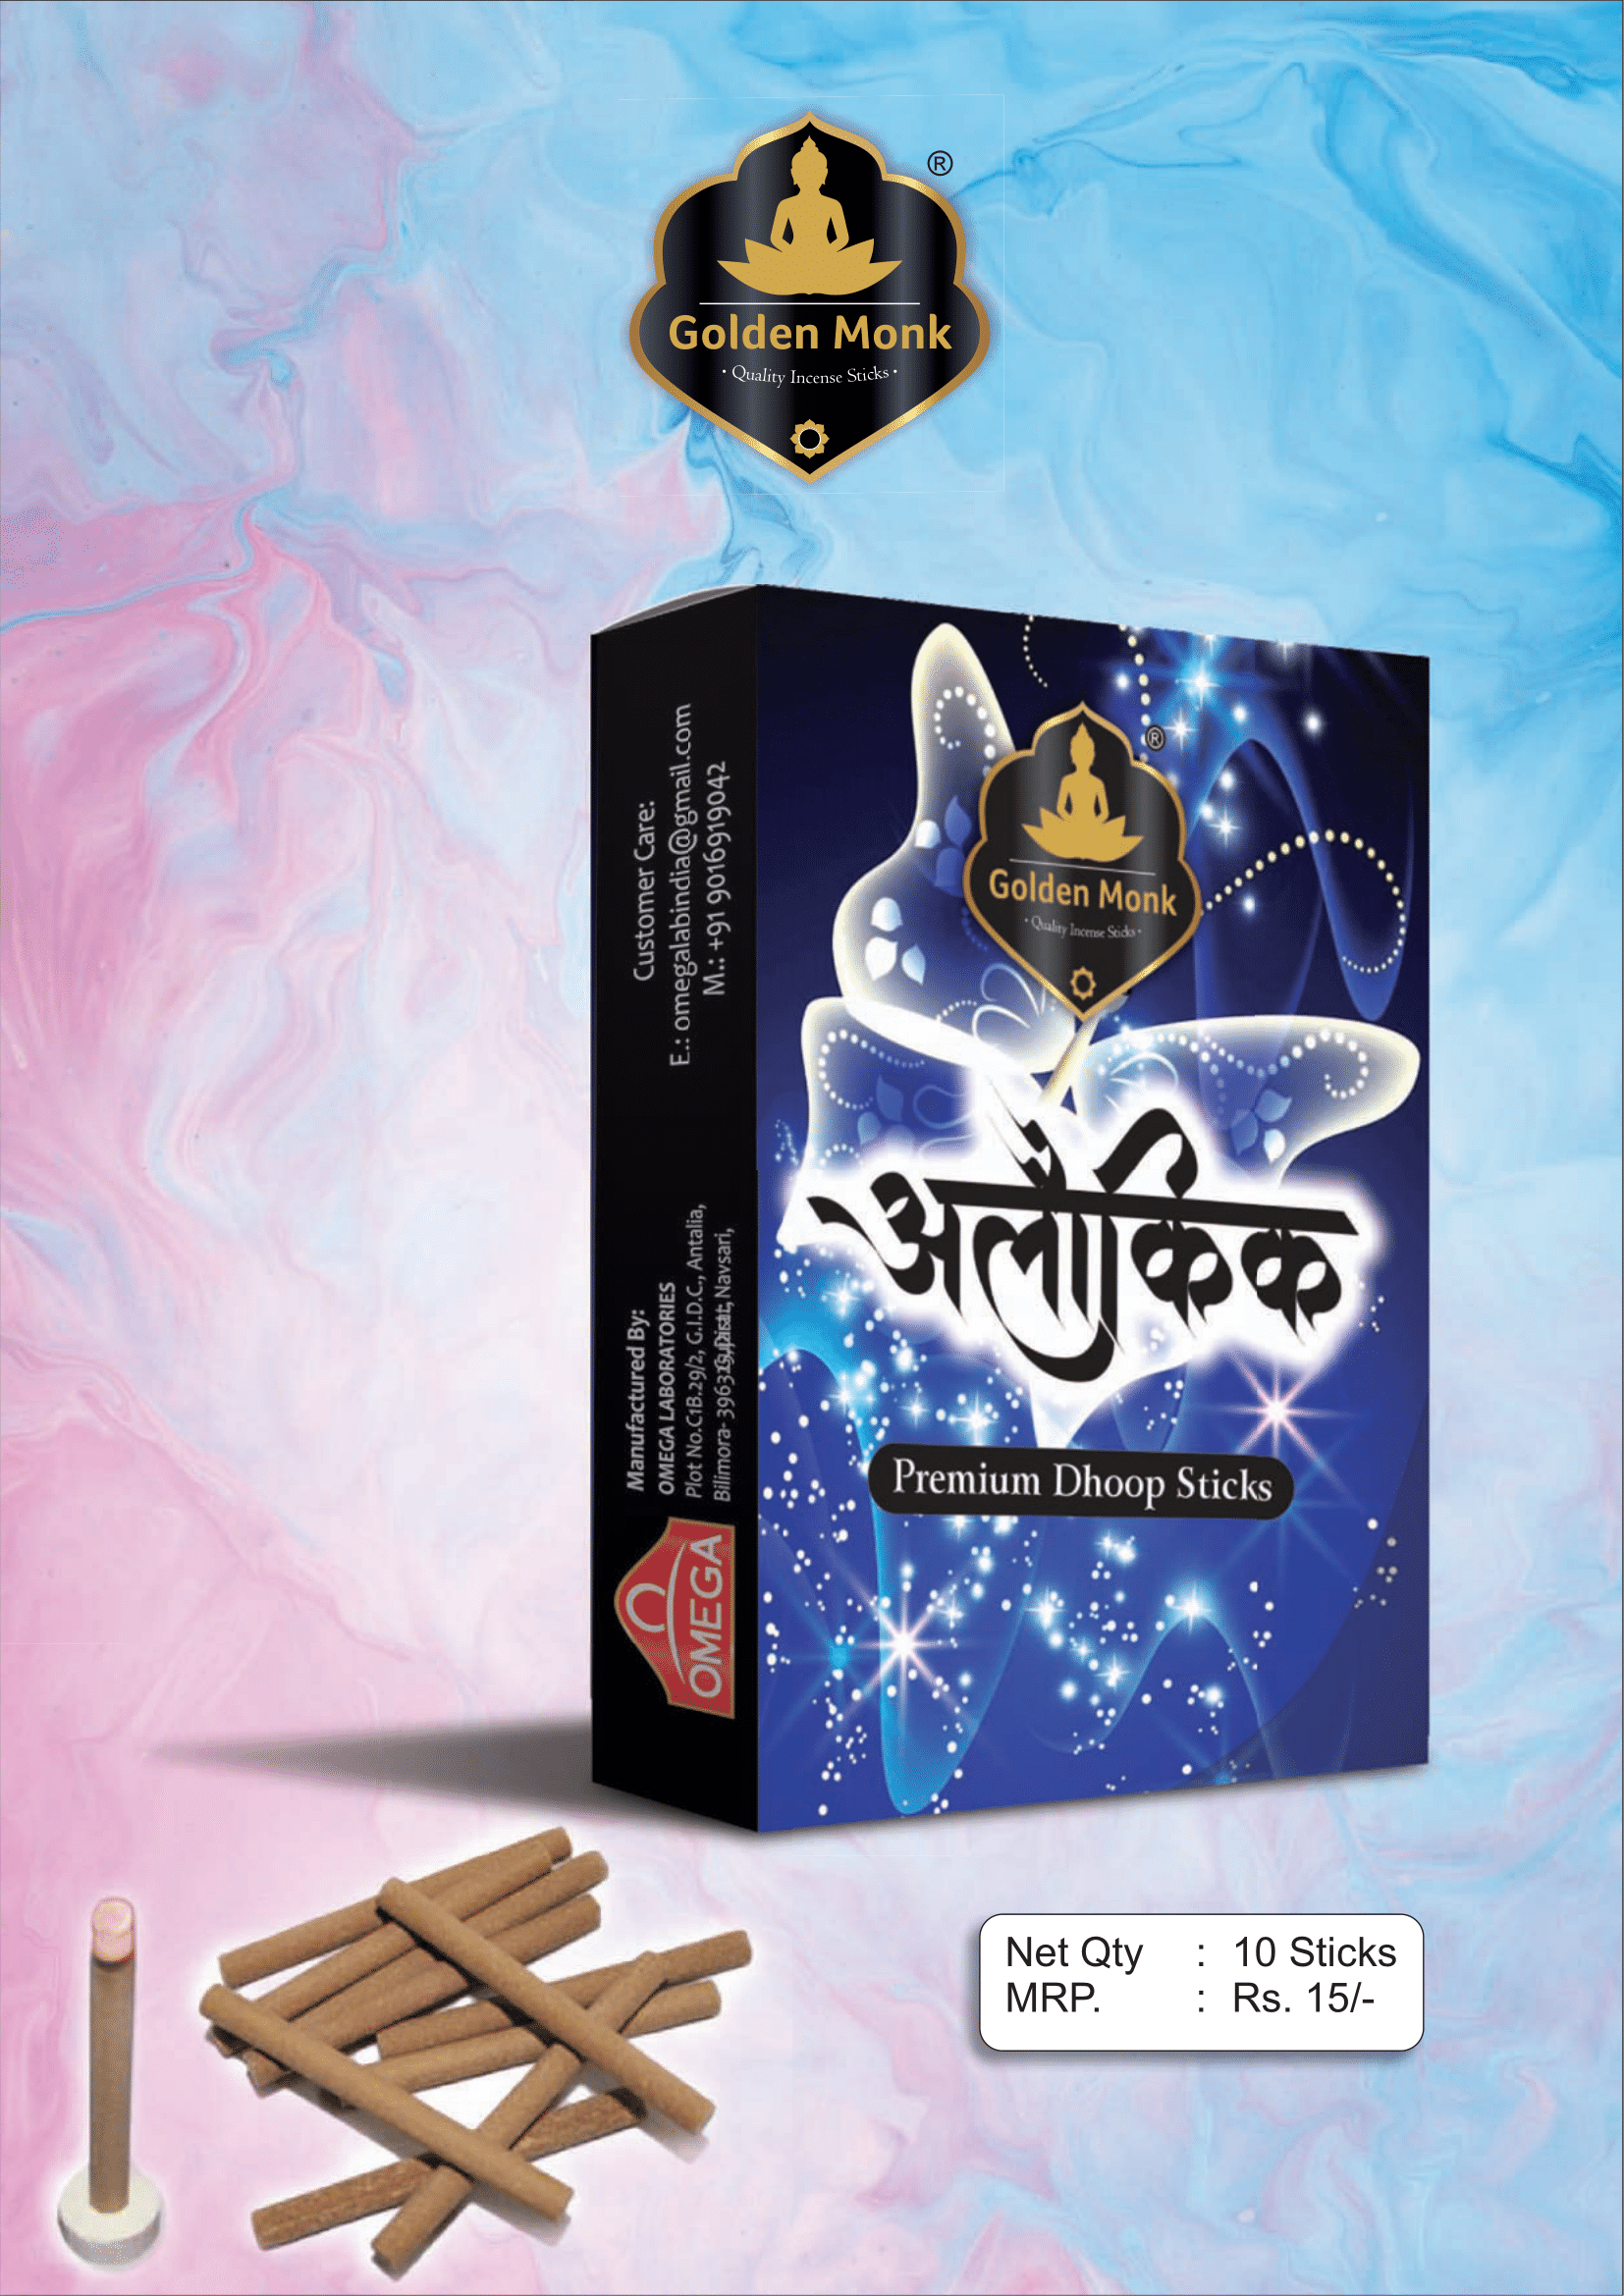 ®
Golden Monk
• Quality Incense Sticks •
Customer Care:
E.: omegalabindia@gmail.com
M.: +91 9016919042
Manufactured By:
OMEGA LABORATORIES
Plot No.C1B.29/2, G.I.D.C., Antalia,
Bilimora- Navsari,
OMEGA
®
Golden Monk
• Quality Incense Sticks •
अलौकिक
Premium Dhoop Sticks
Net Qty : 10 Sticks
MRP. : Rs. 15/-